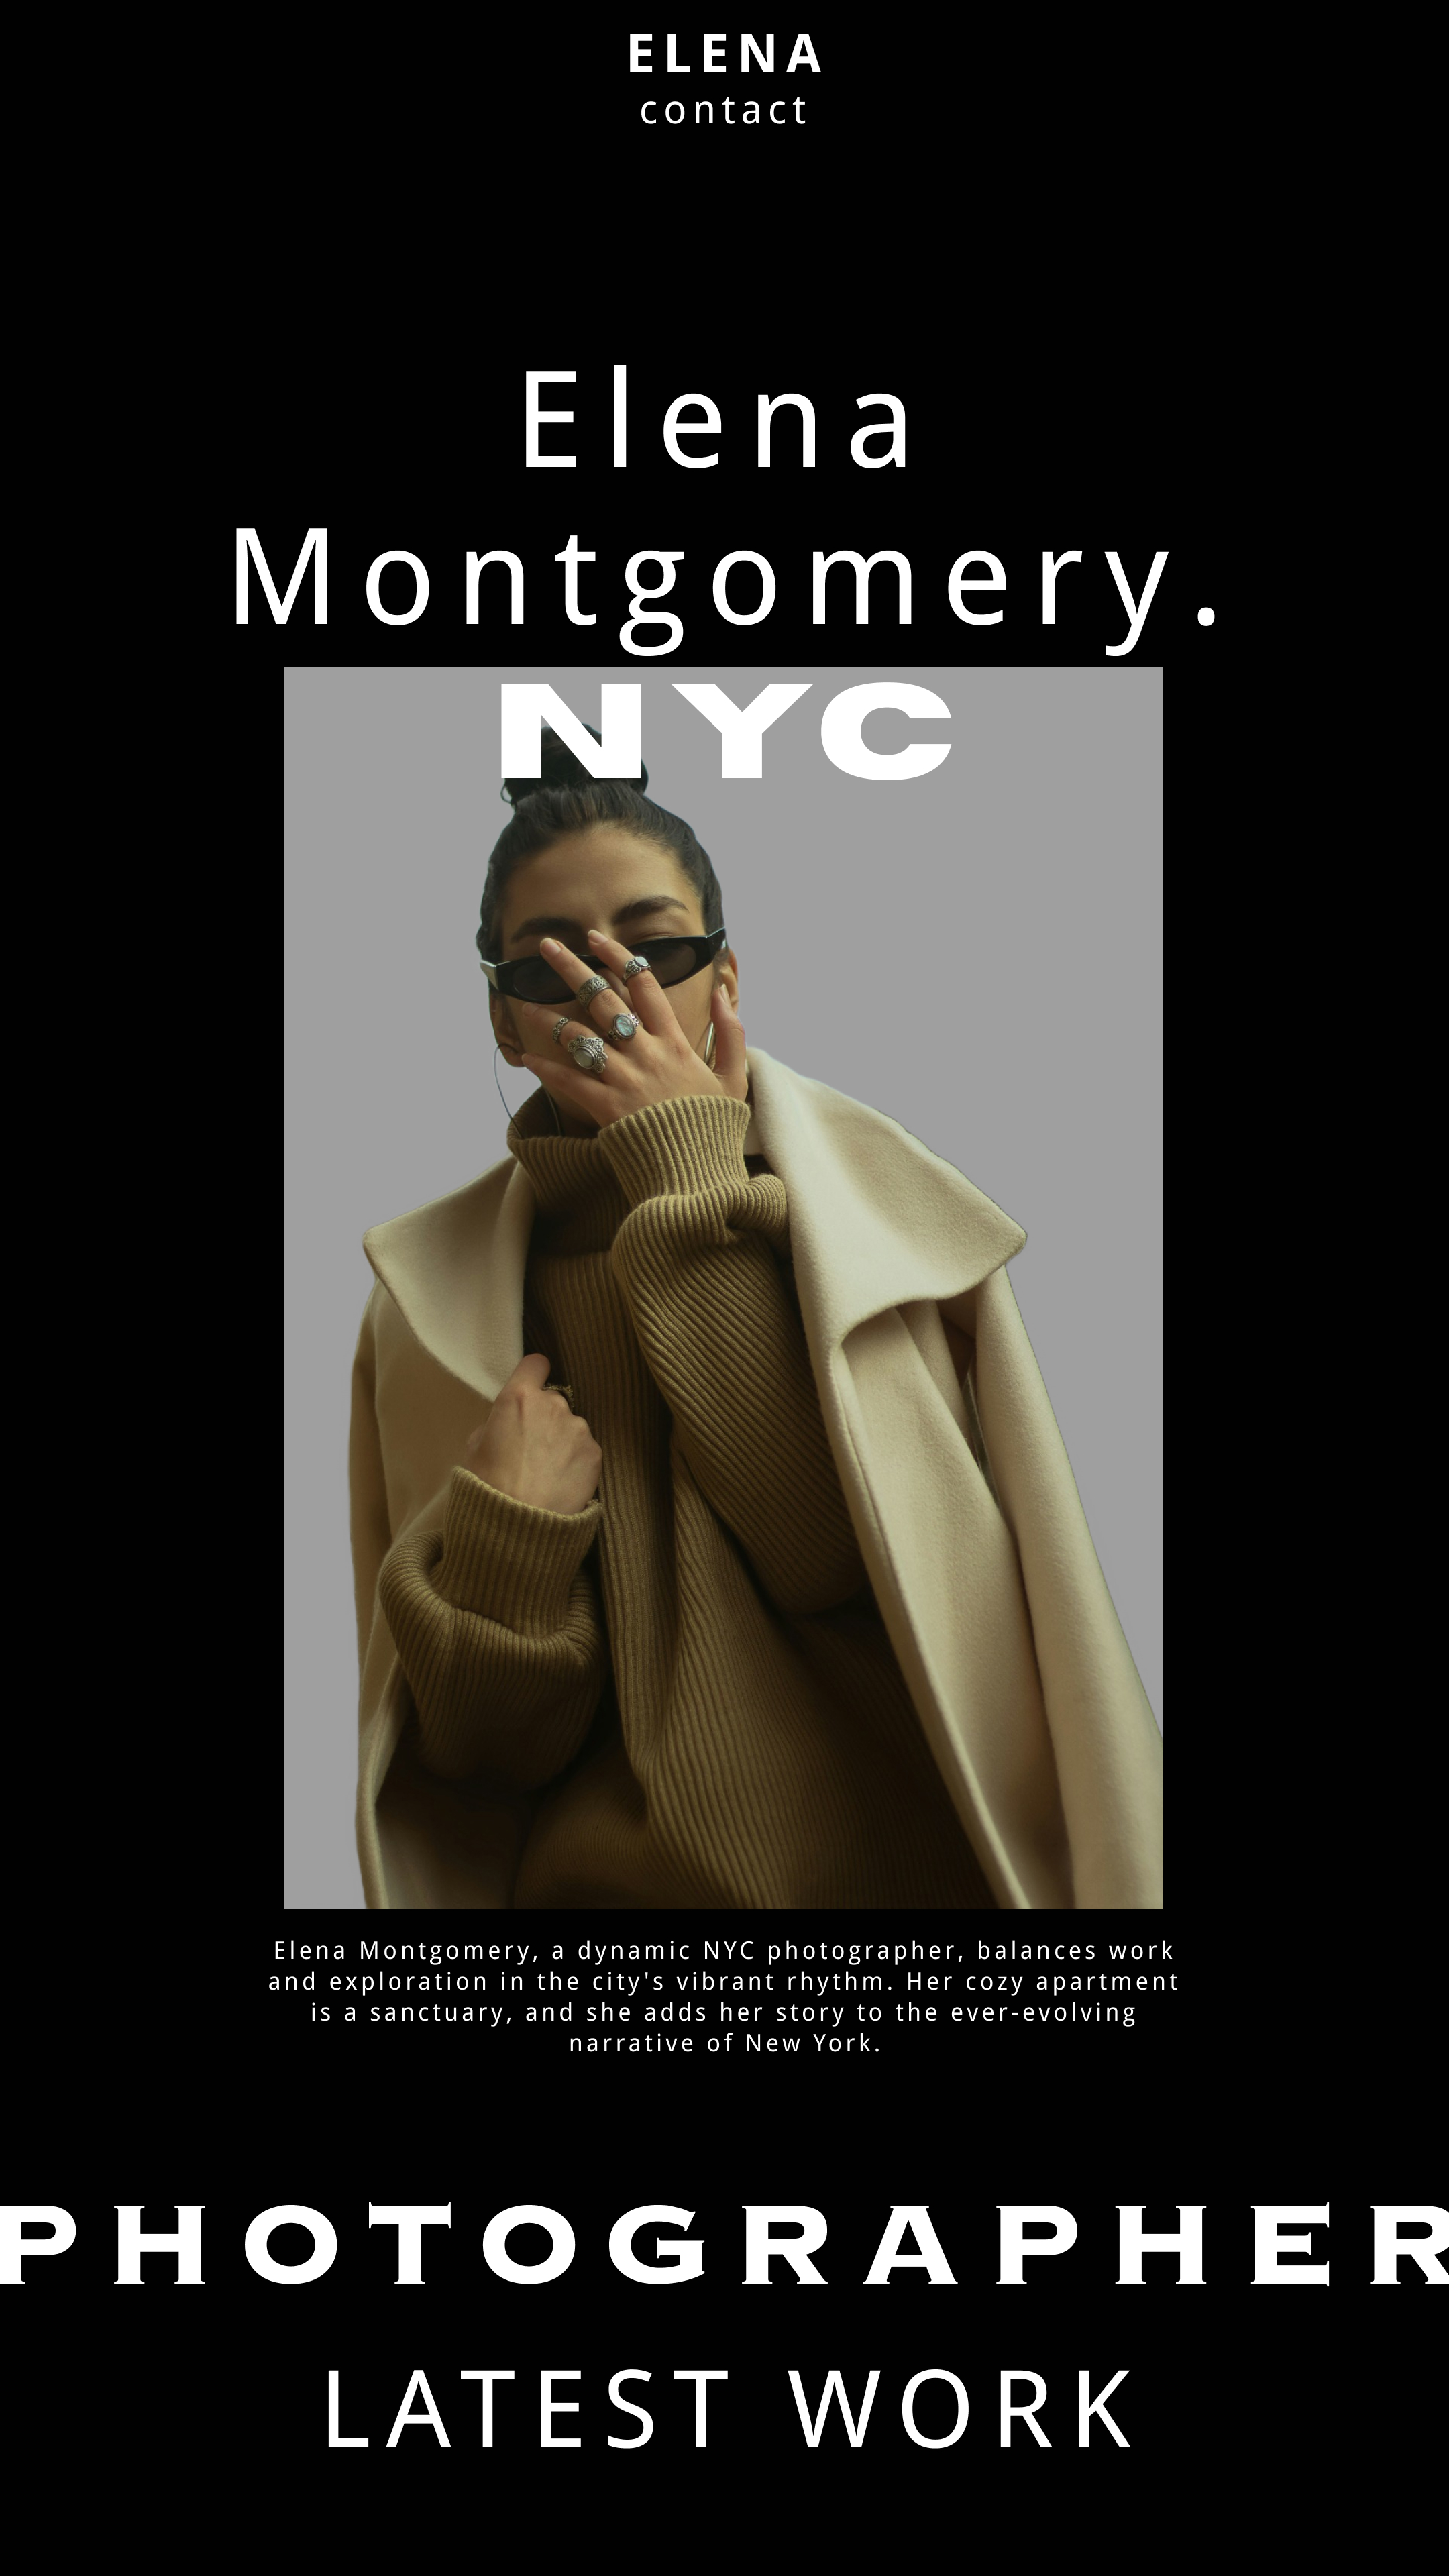 ELENA
contact
Elena
Montgomery.
NYC
Elena Montgomery, a dynamic NYC photographer, balances work
and exploration in the city's vibrant rhythm. Her cozy apartment
is a sanctuary, and she adds her story to the ever-evolving
narrative of New York.
PHOTOGRAPHER
LATEST WORK